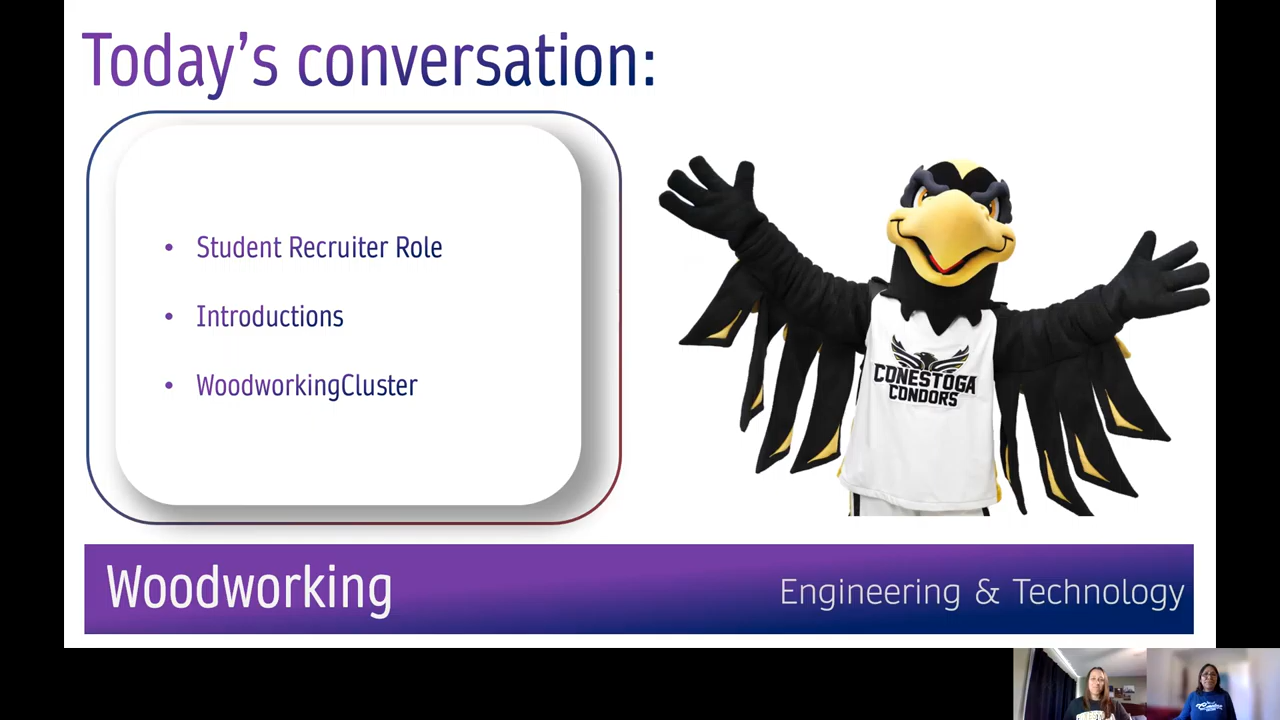 Today's conversation:
• Student Recruiter Role
• Introductions
• WoodworkingCluster
CONESTOGA
CONDORS
Woodworking
Engineering & Technology